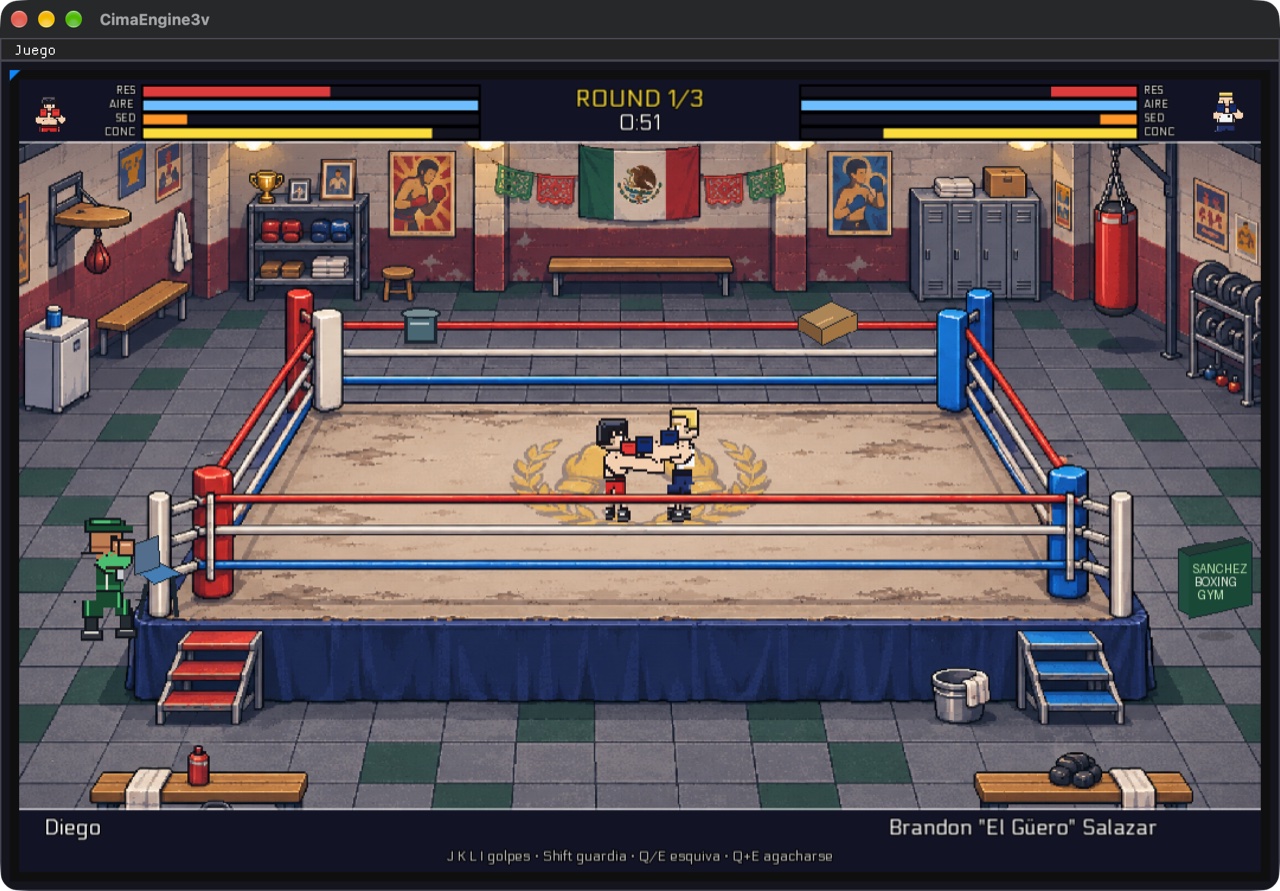 CimaEngine3v
Juego
RES
AIRE
SED
CONC
ROUND 1/3
0:51
RES
AIRE
SED
CONC
SANCHEZ
BOXING
GYM
Diego
Brandon "El Güero" Salazar
J K L I golpes · Shift guardia · Q/E esquiva · Q+E agacharse